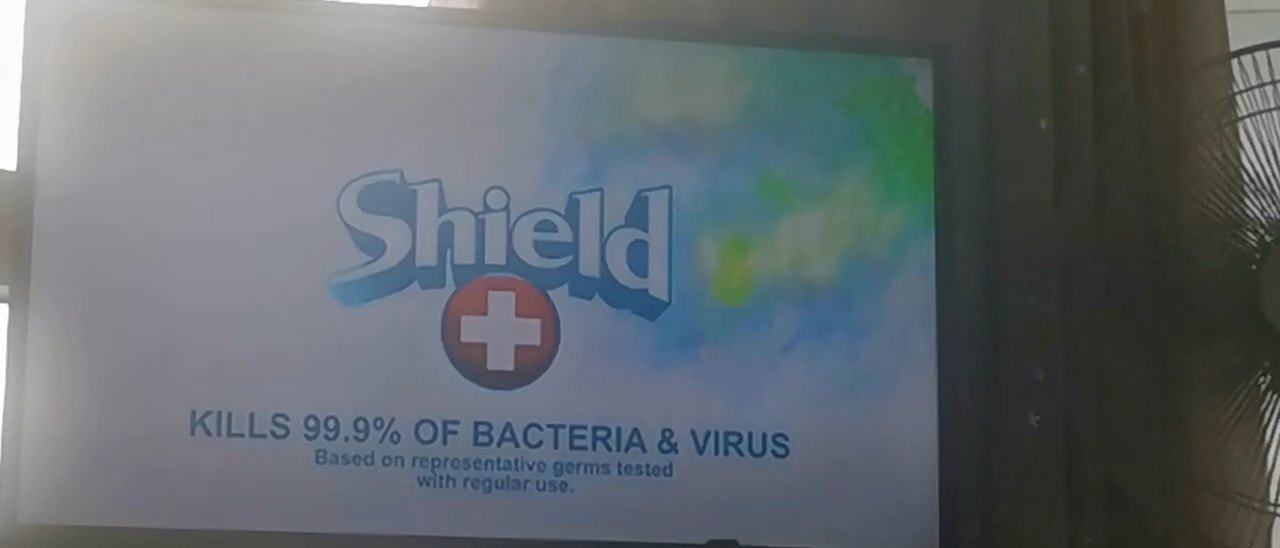 Shield
KILLS 99.9% OF BACTERIA & VIRUS
Based on representative germs tested
with regular use.